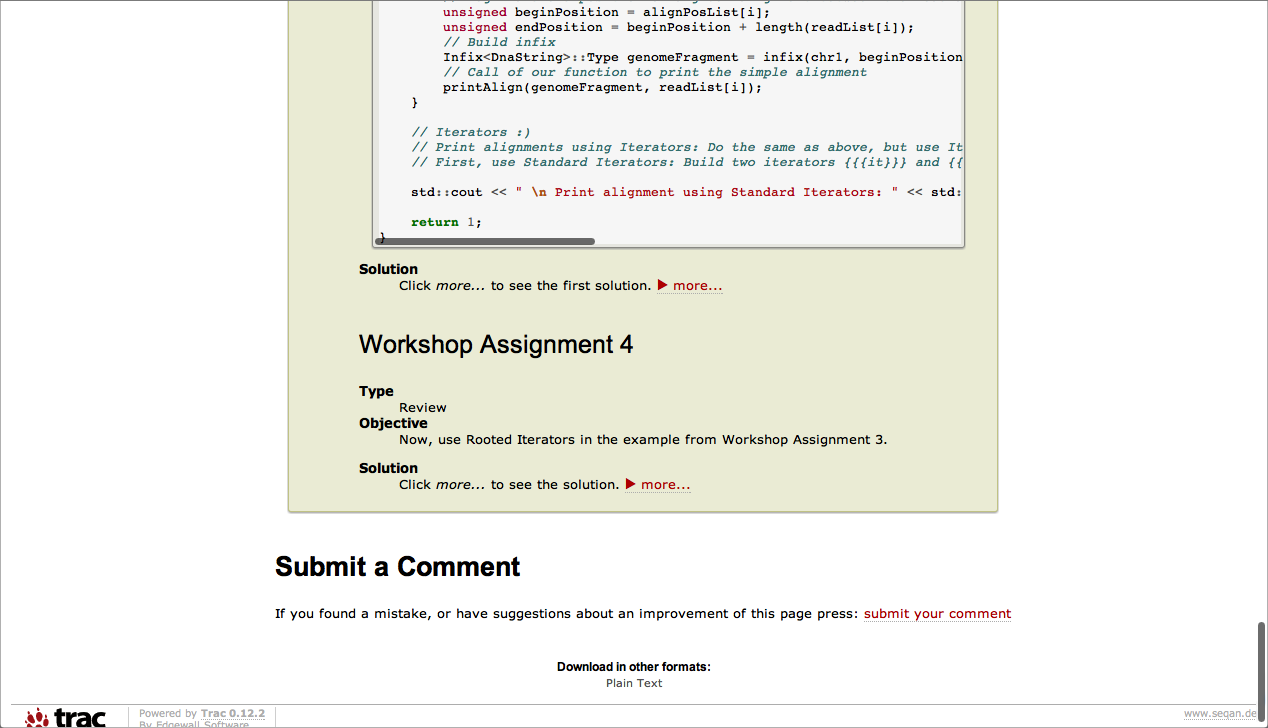 unsigned beginPosition = alignPosList[i];
unsigned endPosition = beginPosition + length(readList[i]);
// Build infix
Infix<DnaString>::Type genomeFragment = infix(chr1, beginPosition
// Call of our function to print the simple alignment
printAlign(genomeFragment, readList[i]);
}
// Iterators :)
// Print alignments using Iterators: Do the same as above, but use It
// First, use Standard Iterators: Build two iterators {{{it}}} and {{
std::cout << " \n Print alignment using Standard Iterators: " << std:
return 1;
}
Solution
Click more... to see the first solution. ▶ more...
Workshop Assignment 4
Type
Review
Objective
Now, use Rooted Iterators in the example from Workshop Assignment 3.
Solution
Click more... to see the solution. ▶ more...
Submit a Comment
If you found a mistake, or have suggestions about an improvement of this page press: submit your comment
Download in other formats:
Plain Text
trac
Powered by Trac 0.12.2
By Edgewall Software
www.seqan.de